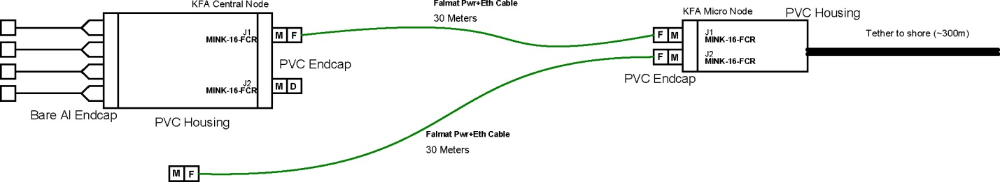 KFA Central Node
Falmat Pwr+Eth Cable
30 Meters
KFA Micro Node
PVC Housing
J1
MINK-16-FCR
M F
F M
J1
MINK-16-FCR
Tether to shore (~300m)
F M
J2
MINK-16-FCR
PVC Endcap
PVC Endcap
J2
MINK-16-FCR
M D
Bare Al Endcap
PVC Housing
Falmat Pwr+Eth Cable
30 Meters
M F